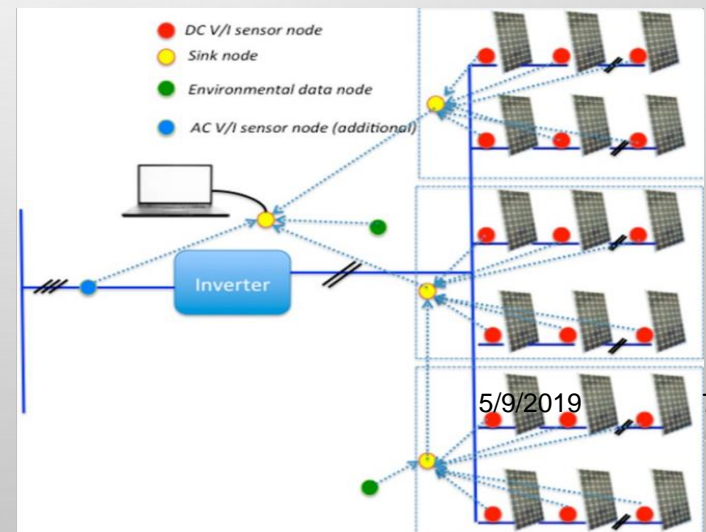 DC V/I sensor node
Sink node
Environmental data node
AC V/I sensor node (additional)
Inverter
5/9/2019